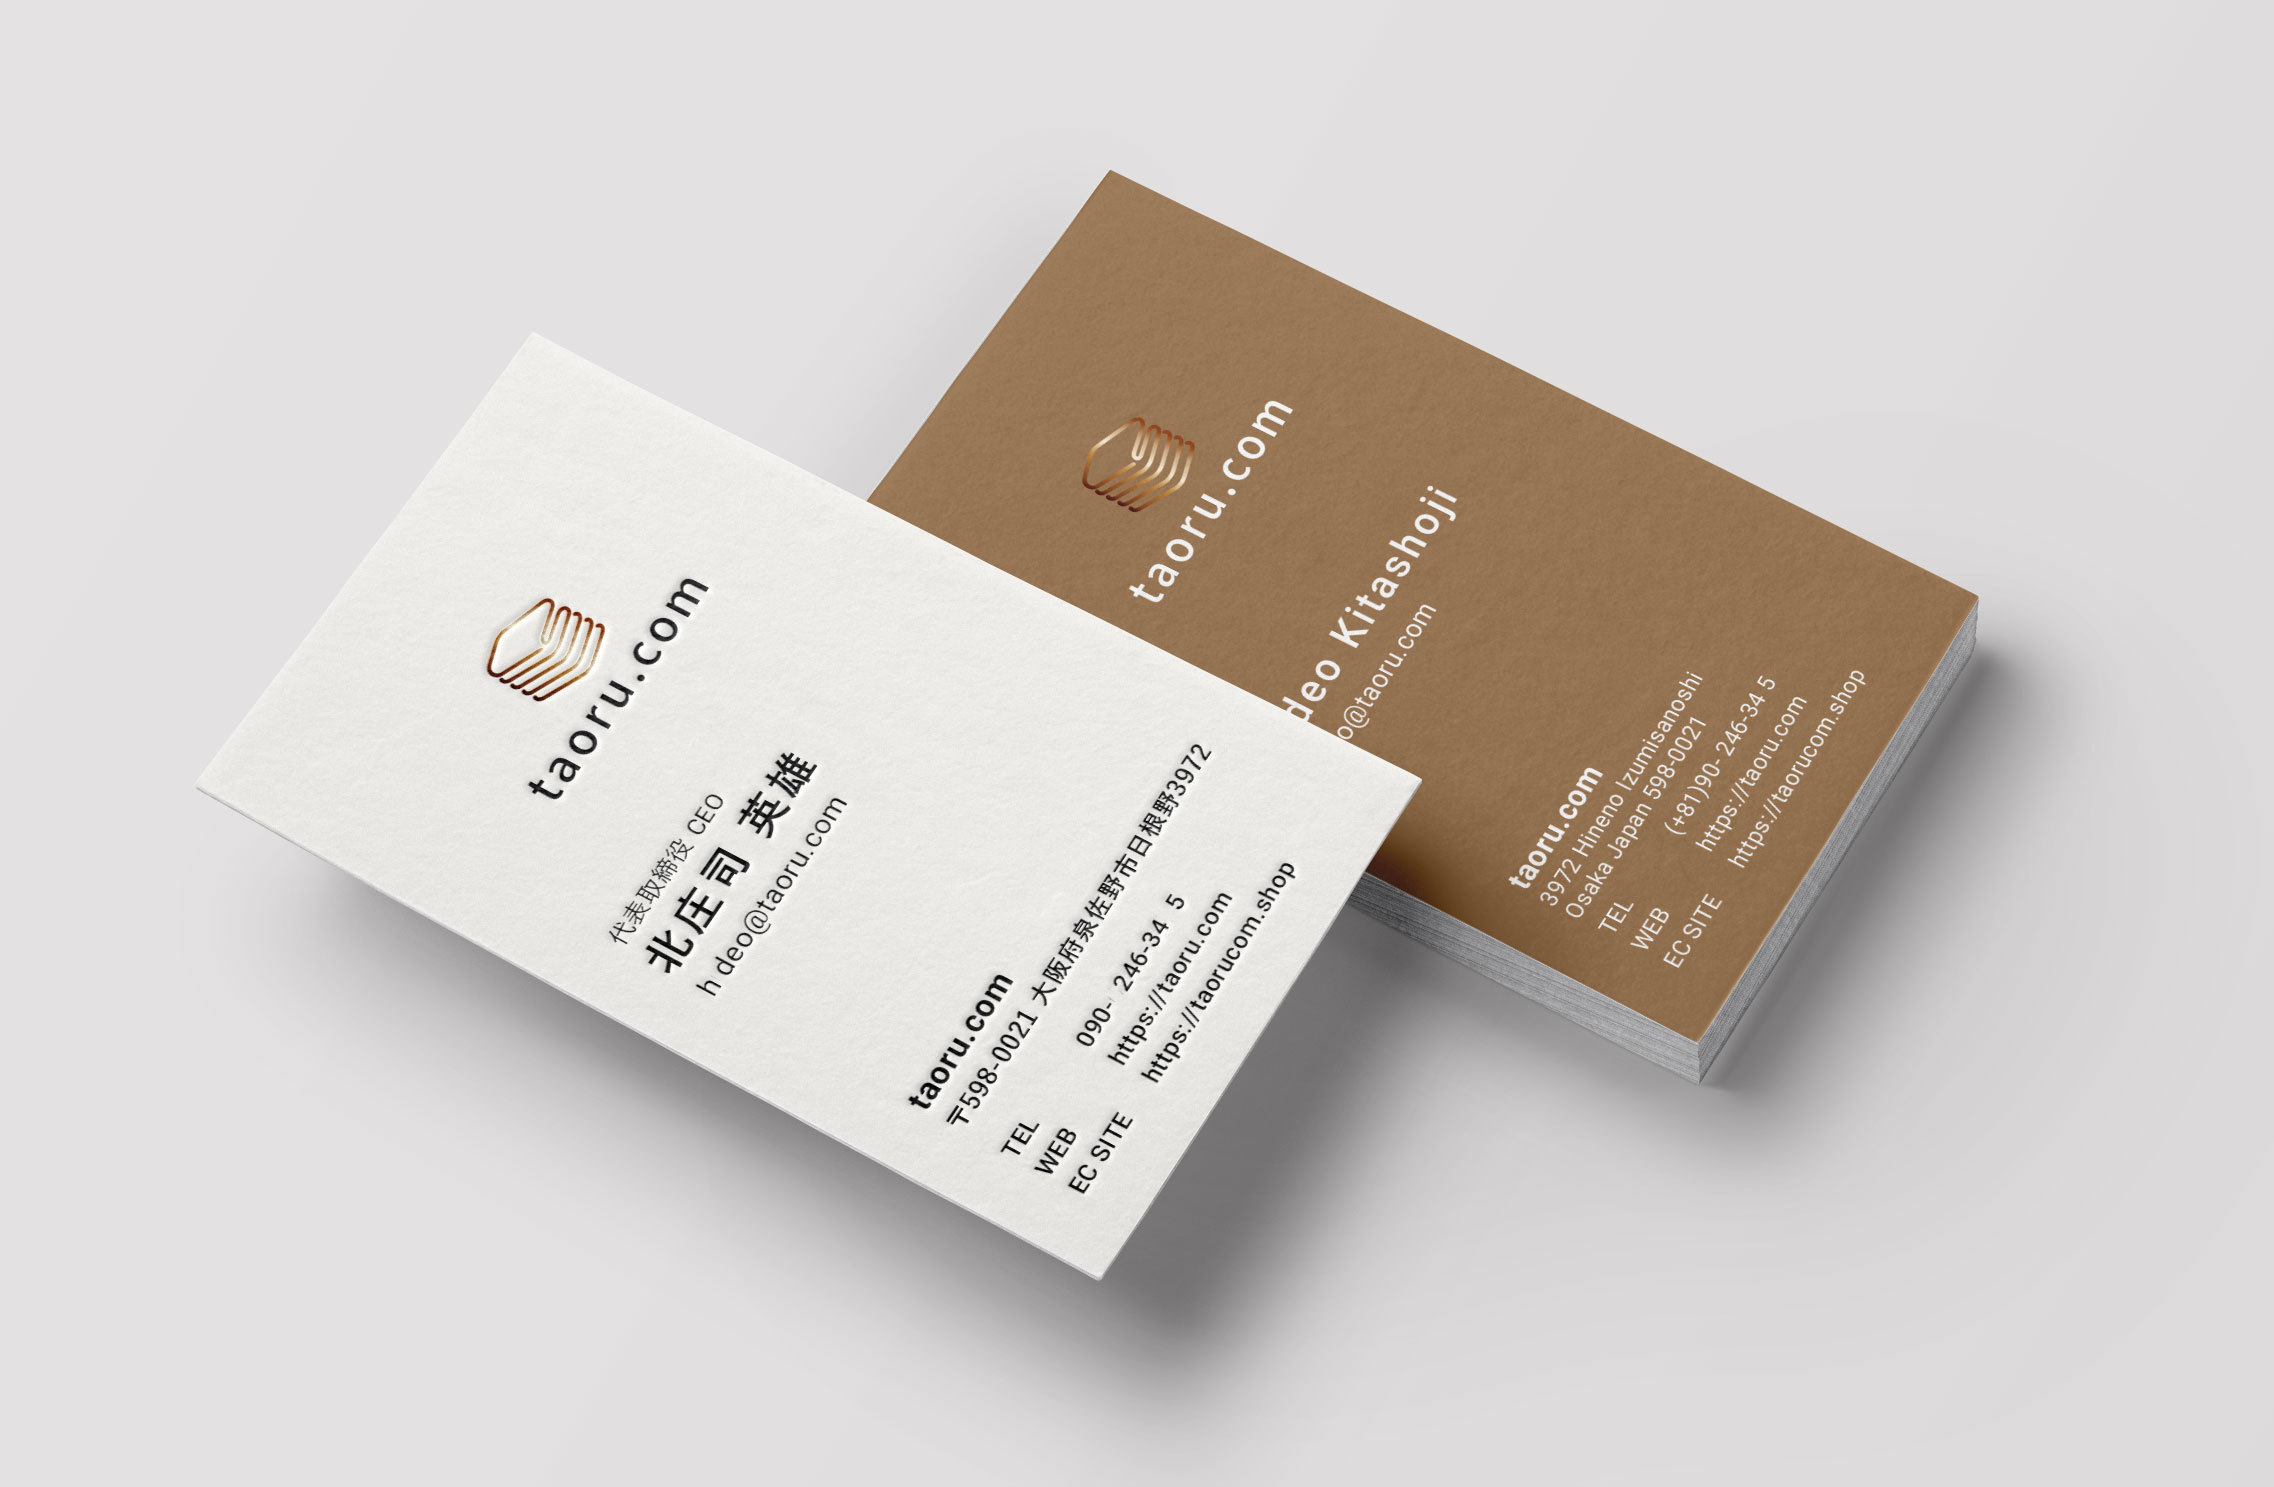 taoru.com
代表取締役 CEO
北庄司 英雄
h deo@taoru.com
taoru.com
〒598-0021 大阪府泉佐野市日根野3972
TEL 090- 246-34 5
WEB https://taoru.com
EC SITE https://taorucom.shop
taoru.com
deo Kitashoji
o@taoru.com
taoru.com
3972 Hineno Izumisanoshi
Osaka Japan 598-0021
TEL (+81)90- 246-34 5
WEB https://taoru.com
EC SITE https://taorucom.shop